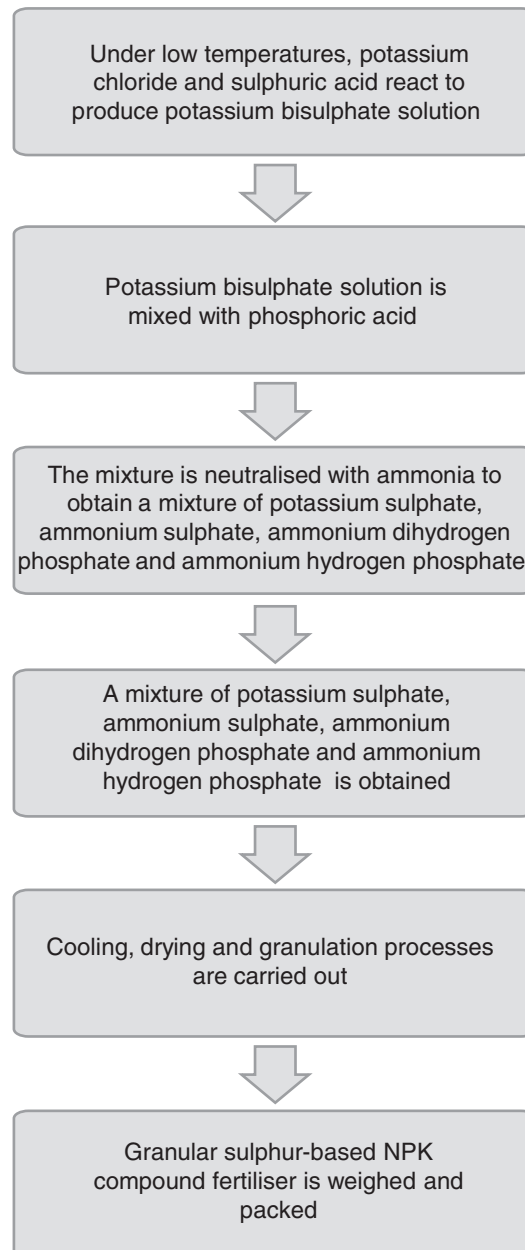 Under low temperatures, potassium
chloride and sulphuric acid react to
produce potassium bisulphate solution
Potassium bisulphate solution is
mixed with phosphoric acid
The mixture is neutralised with ammonia to
obtain a mixture of potassium sulphate,
ammonium sulphate, ammonium dihydrogen
phosphate and ammonium hydrogen phosphate
A mixture of potassium sulphate,
ammonium sulphate, ammonium
dihydrogen phosphate and ammonium
hydrogen phosphate is obtained
Cooling, drying and granulation processes
are carried out
Granular sulphur-based NPK
compound fertiliser is weighed and
packed